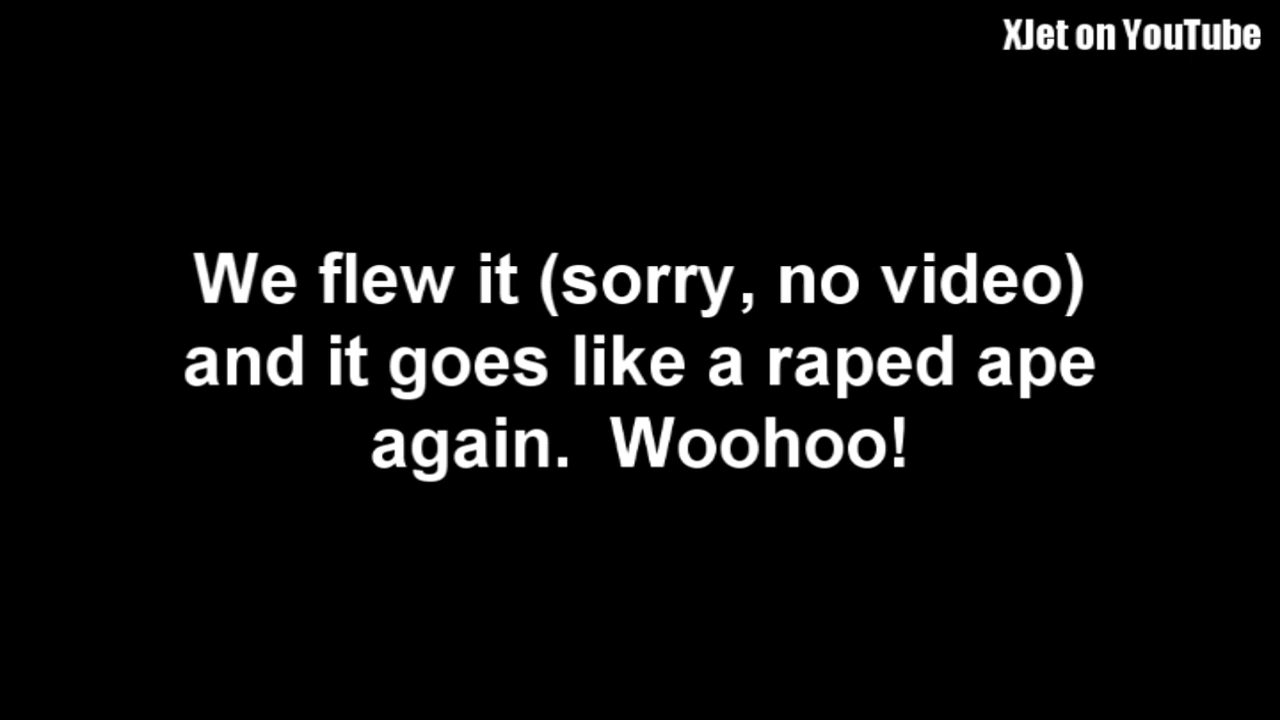 XJet on YouTube
We flew it (sorry, no video)
and it goes like a raped ape
again.  Woohoo!